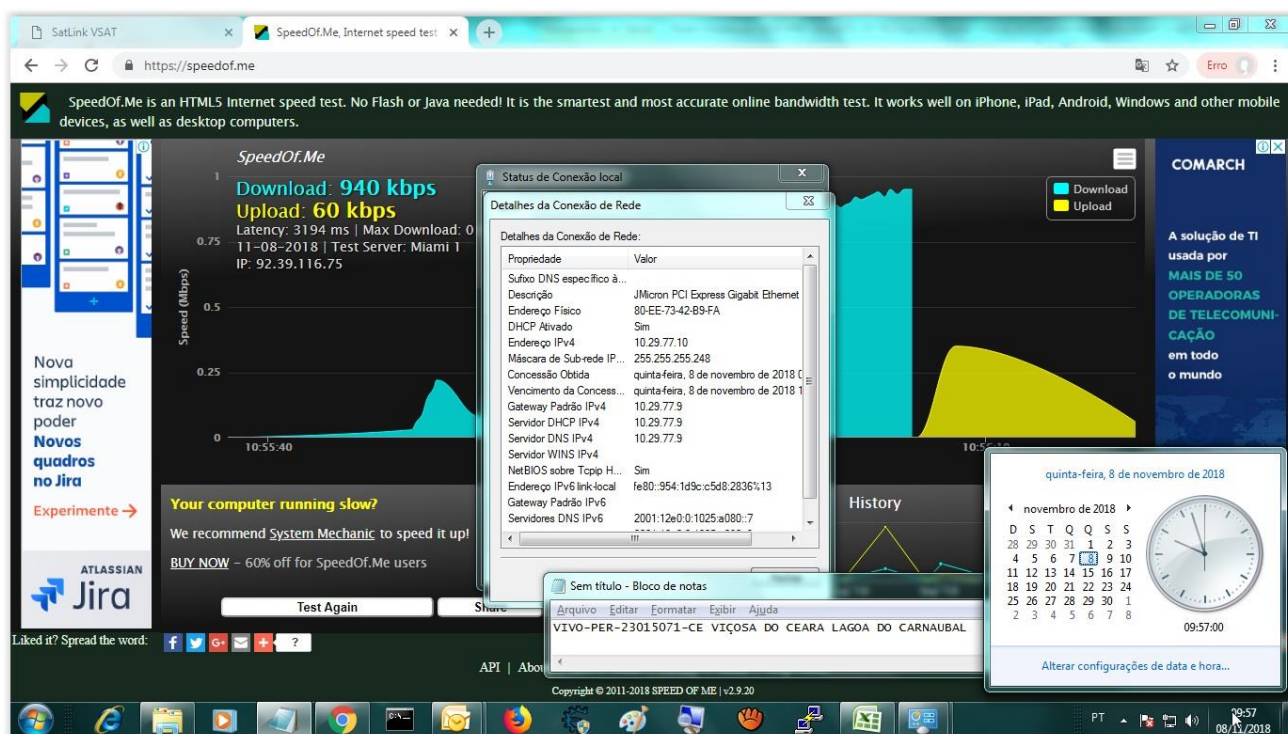 SatLink VSAT
SpeedOf.Me, Internet speed test
https://speedof.me
Erro
SpeedOf.Me is an HTML5 Internet speed test. No Flash or Java needed! It is the smartest and most accurate online bandwidth test. It works well on iPhone, iPad, Android, Windows and other mobile
devices, as well as desktop computers.
SpeedOf.Me
Download: 940 kbps
Upload: 60 kbps
Latency: 3194 ms | Max Download: 0
11-08-2018 | Test Server: Miami 1
IP: 92.39.116.75
1
0.75
0.5
0.25
0
Speed (Mbps)
10:55:40
Download
Upload
Status de Conexão local
Detalhes da Conexão de Rede
Detalhes da Conexão de Rede:
Propriedade Valor
Sufixo DNS específico à...
Descrição JMicron PCI Express Gigabit Ethernet
Endereço Físico 80-EE-73-42-B9-FA
DHCP Ativado Sim
Endereço IPv4 10.29.77.10
Máscara de Sub-rede IP... 255.255.255.248
Concessão Obtida quinta-feira, 8 de novembro de 2018
Vencimento da Concess... quinta-feira, 8 de novembro de 2018 1
Gateway Padrão IPv4 10.29.77.9
Servidor DHCP IPv4 10.29.77.9
Servidor DNS IPv4 10.29.77.9
Servidor WINS IPv4
NetBIOS sobre Tcpip H... Sim
Endereço IPv6 link-local fe80::954:1d9c:c5d8:2836%13
Gateway Padrão IPv6
Servidores DNS IPv6 2001:12e0:0:1025:a080::7
Nova
simplicidade
traz novo
poder
Novos
quadros
no Jira
Experimente →
ATLASSIAN
Jira
COMARCH
A solução de TI
usada por
MAIS DE 50
OPERADORAS
DE TELECOMUNI-
CAÇÃO
em todo
o mundo
Your computer running slow?
We recommend System Mechanic to speed it up!
BUY NOW – 60% off for SpeedOf.Me users
Test Again
History
Liked it? Spread the word:
?
API | Abou
Copyright © 2011-2018 SPEED OF ME | v2.9.20
Sem título - Bloco de notas
Arquivo Editar Formatar Exibir Ajuda
VIVO-PER-23015071-CE VIÇOSA DO CEARA LAGOA DO CARNAUBAL
quinta-feira, 8 de novembro de 2018
novembro de 2018
D S T Q Q S S
28 29 30 31 1 2 3
4 5 6 7 8 9 10
11 12 13 14 15 16 17
18 19 20 21 22 23 24
25 26 27 28 29 30 1
2 3 4 5 6 7 8
09:57:00
Alterar configurações de data e hora...
PT
09:57
08/11/2018